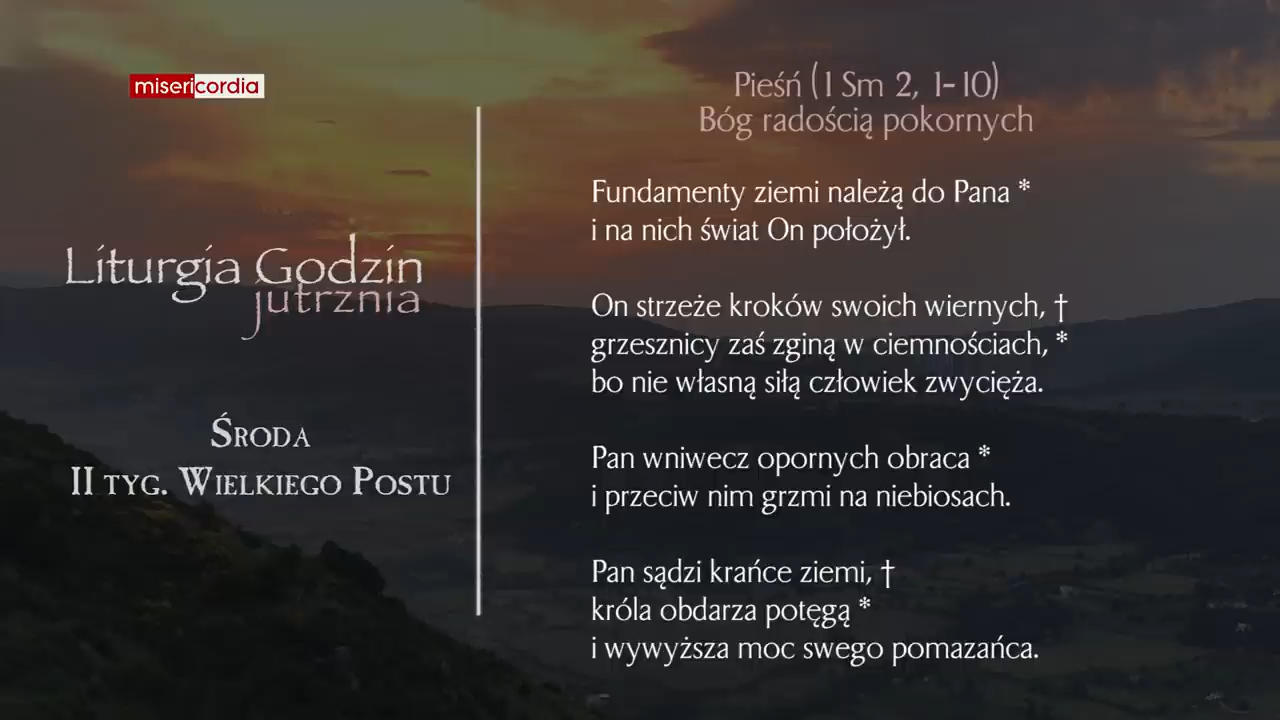 misericordia
Liturgia Godzin
jutrznia
Środa
II tyg. Wielkiego Postu
Pieśń (1 Sm 2, 1-10)
Bóg radością pokornych
Fundamenty ziemi należą do Pana *
i na nich świat On położył.
On strzeże kroków swoich wiernych, †
grzesznicy zaś zginą w ciemnościach, *
bo nie własną siłą człowiek zwycięża.
Pan wniwecz opornych obraca *
i przeciw nim grzmi na niebiosach.
Pan sądzi krańce ziemi, †
króla obdarza potęgą *
i wywyższa moc swego pomazańca.